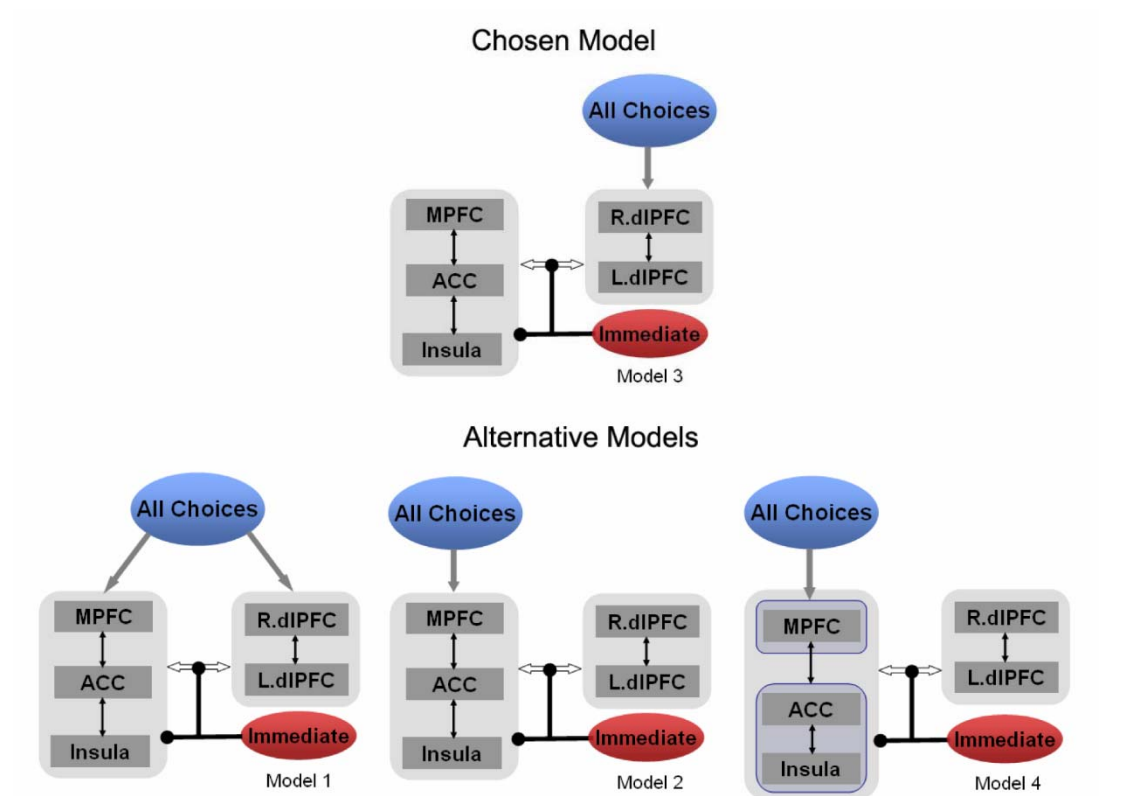 Chosen Model
All Choices
MPFC
ACC
Insula
R.dlPFC
L.dlPFC
Immediate
Model 3
Alternative Models
All Choices
MPFC
ACC
Insula
R.dlPFC
L.dlPFC
Immediate
Model 1
All Choices
MPFC
ACC
Insula
R.dlPFC
L.dlPFC
Immediate
Model 2
All Choices
MPFC
ACC
Insula
R.dlPFC
L.dlPFC
Immediate
Model 4